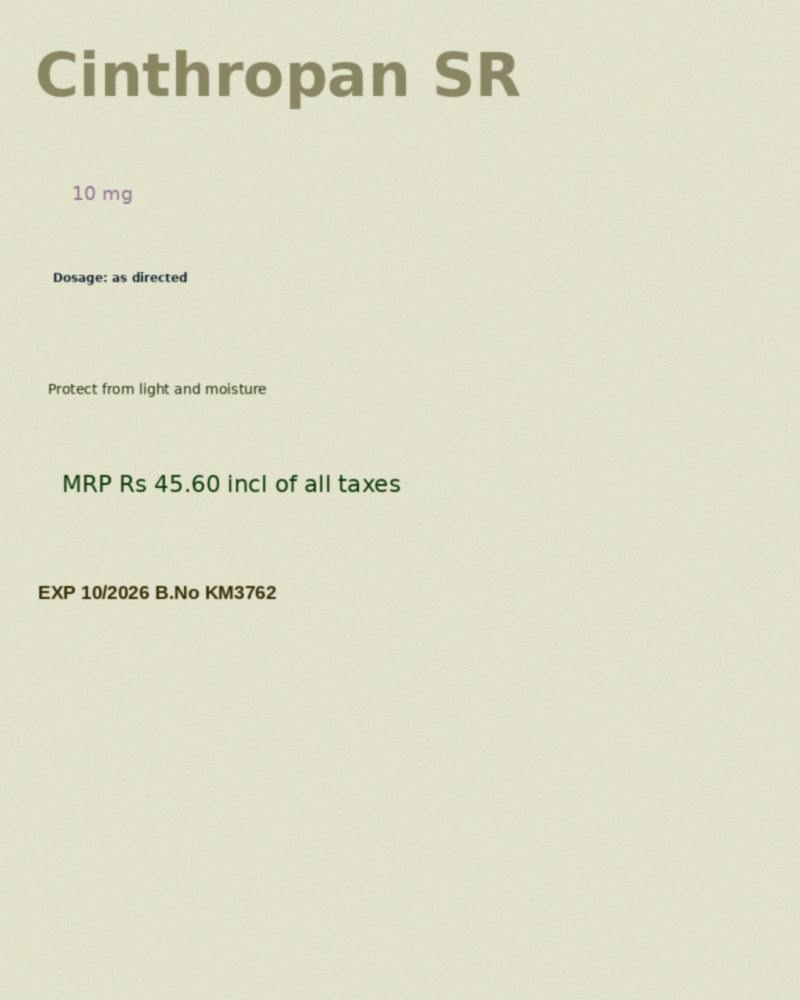 Cinthropan SR
10 mg
Dosage: as directed
Protect from light and moisture
MRP Rs 45.60 incl of all taxes
EXP 10/2026 B.No KM3762